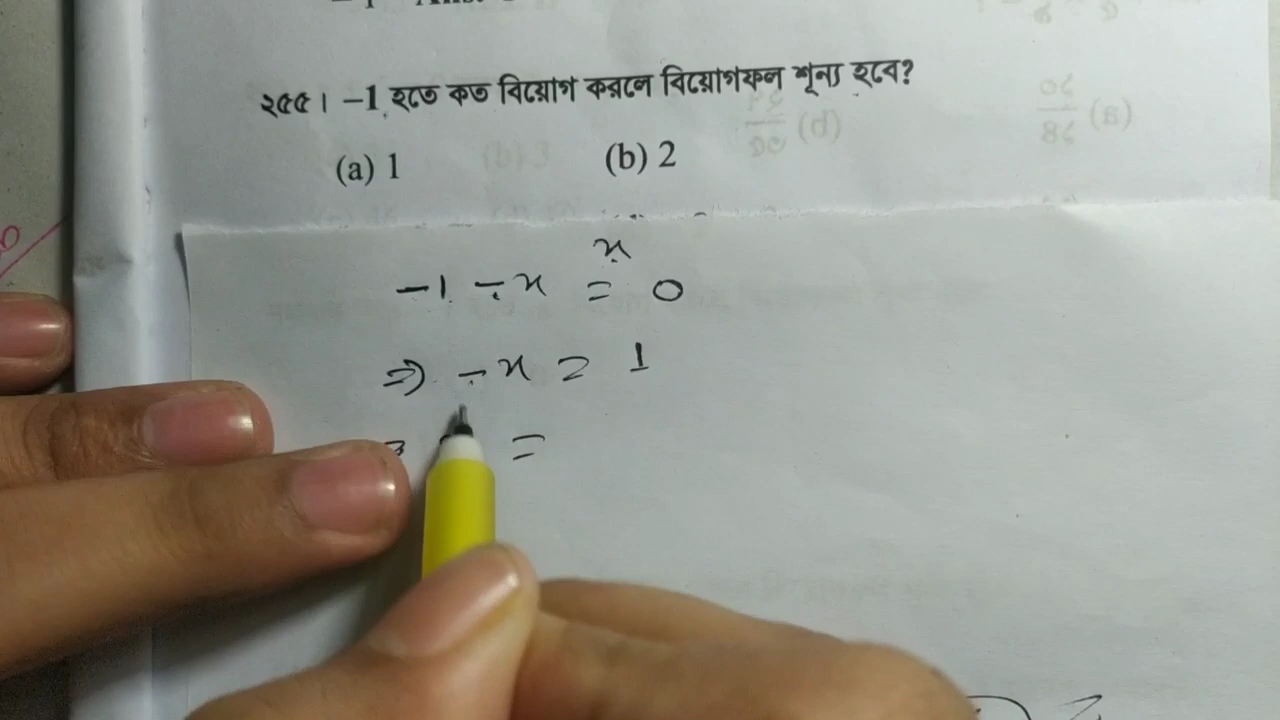 ২৫৫। –1 হতে কত বিয়োগ করলে বিয়োগফল শূন্য হবে?
(a) 1 (b) 2
x
-1 - x = 0
⇒ - x = 1
=